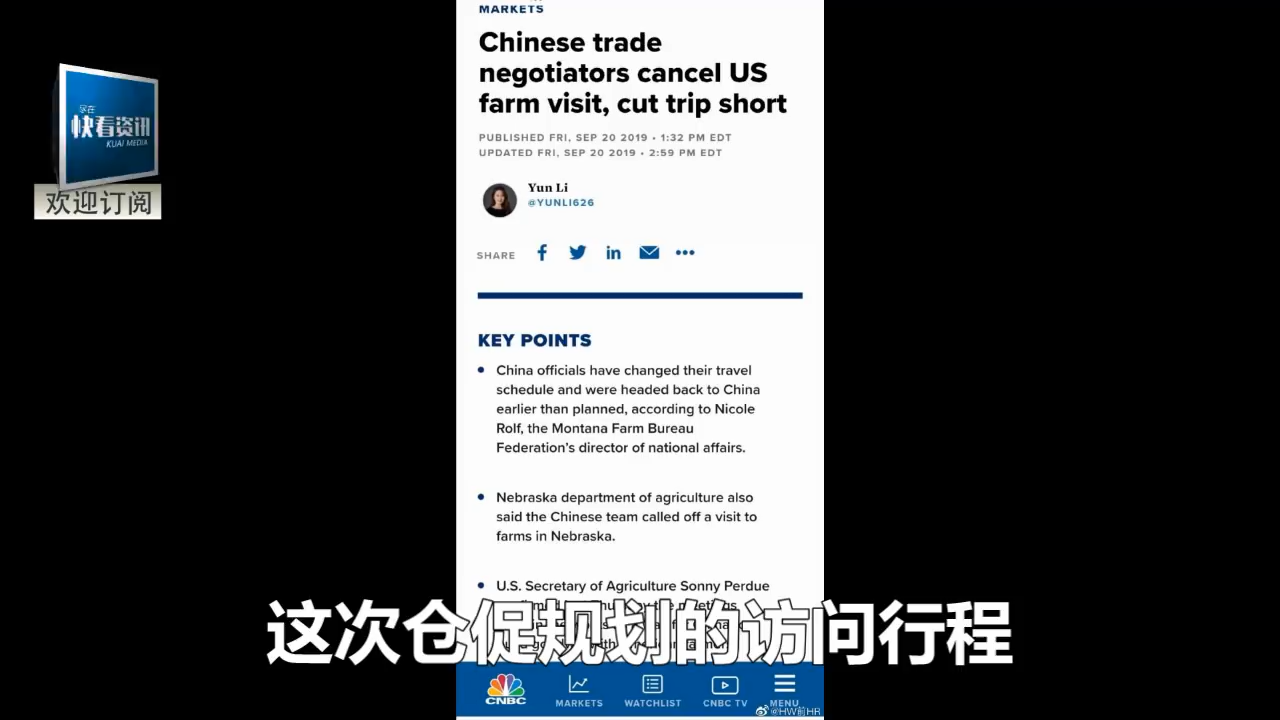 MARKETS
Chinese trade
negotiators cancel US
farm visit, cut trip short
PUBLISHED FRI, SEP 20 2019 • 1:32 PM EDT
UPDATED FRI, SEP 20 2019 • 2:59 PM EDT
Yun Li
@YUNLI626
SHARE
KEY POINTS
China officials have changed their travel
schedule and were headed back to China
earlier than planned, according to Nicole
Rolf, the Montana Farm Bureau
Federation's director of national affairs.
Nebraska department of agriculture also
said the Chinese team called off a visit to
farms in Nebraska.
U.S. Secretary of Agriculture Sonny Perdue
这次仓促规划的访问行程
CNBC
MARKETS
WATCHLIST
CNBC TV
MENU
@HW前HR
尽在
快看资讯
KUAI MEDIA
欢迎订阅